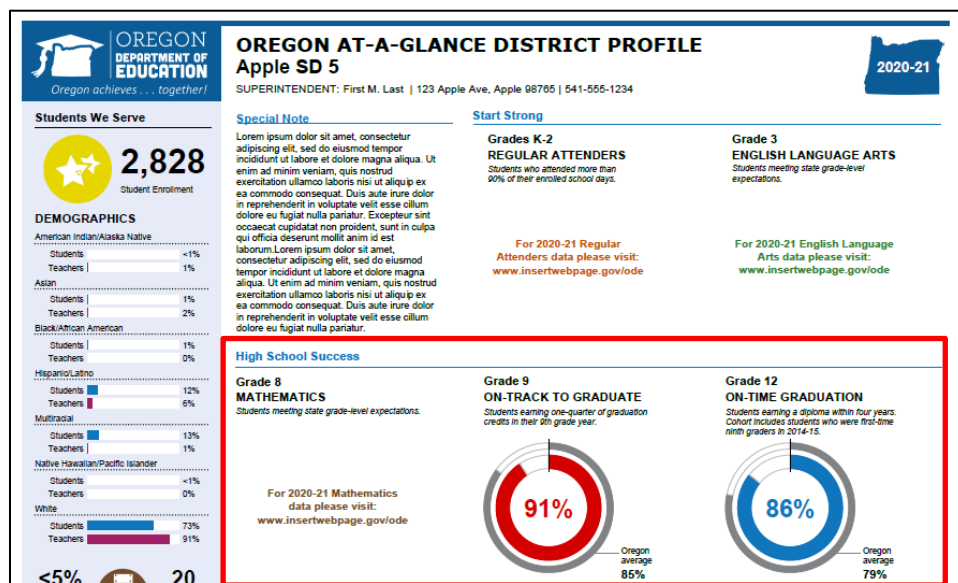 OREGON
DEPARTMENT OF
EDUCATION
Oregon achieves . . . together!
OREGON AT-A-GLANCE DISTRICT PROFILE
Apple SD 5
SUPERINTENDENT: First M. Last | 123 Apple Ave, Apple 98765 | 541-555-1234
2020-21
Students We Serve
2,828
Student Enrollment
DEMOGRAPHICS
American Indian/Alaska Native
Students <1%
Teachers 1%
Asian
Students 1%
Teachers 2%
Black/African American
Students 1%
Teachers 0%
Hispanic/Latino
Students 12%
Teachers 6%
Multiracial
Students 13%
Teachers 1%
Native Hawaiian/Pacific Islander
Students <1%
Teachers 0%
White
Students 73%
Teachers 91%
<5%
20
Special Note
Lorem ipsum dolor sit amet, consectetur
adipiscing elit, sed do eiusmod tempor
incididunt ut labore et dolore magna aliqua. Ut
enim ad minim veniam, quis nostrud
exercitation ullamco laboris nisi ut aliquip ex
ea commodo consequat. Duis aute irure dolor
in reprehenderit in voluptate velit esse cillum
dolore eu fugiat nulla pariatur. Excepteur sint
occaecat cupidatat non proident, sunt in culpa
qui officia deserunt mollit anim id est
laborum.Lorem ipsum dolor sit amet,
consectetur adipiscing elit, sed do eiusmod
tempor incididunt ut labore et dolore magna
aliqua. Ut enim ad minim veniam, quis nostrud
exercitation ullamco laboris nisi ut aliquip ex
ea commodo consequat. Duis aute irure dolor
in reprehenderit in voluptate velit esse cillum
dolore eu fugiat nulla pariatur.
Start Strong
Grades K-2
REGULAR ATTENDERS
Students who attended more than
90% of their enrolled school days.
For 2020-21 Regular
Attenders data please visit:
www.insertwebpage.gov/ode
Grade 3
ENGLISH LANGUAGE ARTS
Students meeting state grade-level
expectations.
For 2020-21 English Language
Arts data please visit:
www.insertwebpage.gov/ode
High School Success
Grade 8
MATHEMATICS
Students meeting state grade-level expectations.
For 2020-21 Mathematics
data please visit:
www.insertwebpage.gov/ode
Grade 9
ON-TRACK TO GRADUATE
Students earning one-quarter of graduation
credits in their 9th grade year.
91%
Oregon
average
85%
Grade 12
ON-TIME GRADUATION
Students earning a diploma within four years.
Cohort includes students who were first-time
ninth graders in 2014-15.
86%
Oregon
average
79%